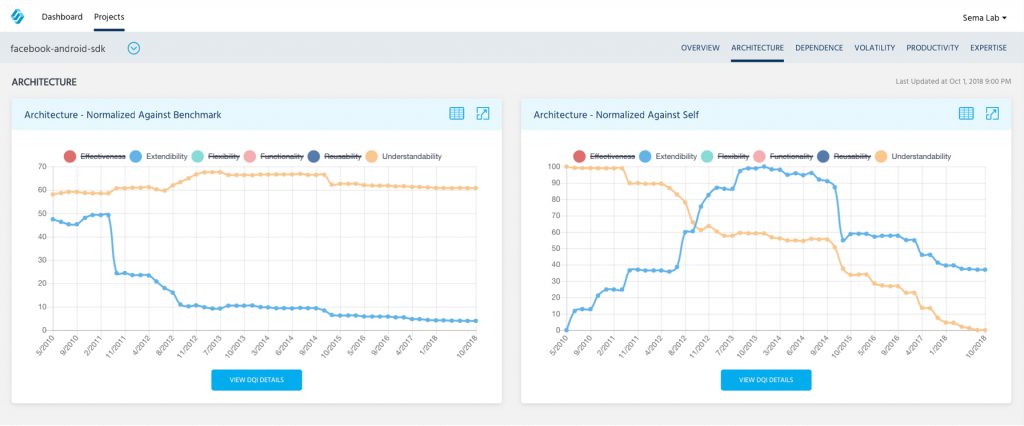 Dashboard Projects Sema Lab
facebook-android-sdk OVERVIEW ARCHITECTURE DEPENDENCE VOLATILITY PRODUCTIVITY EXPERTISE
ARCHITECTURE Last Updated at Oct 1, 2018 9:00 PM
Architecture - Normalized Against Benchmark
Effectiveness Extendibility Flexibility Functionality Reusability Understandability
70
60
50
40
30
20
10
0
5/2010 9/2010 2/2011 11/2011 4/2012 8/2012 11/2012 7/2013 10/2013 3/2014 6/2014 9/2014 10/2015 5/2016 9/2016 4/2017 1/2018 10/2018
VIEW DQI DETAILS
Architecture - Normalized Against Self
Effectiveness Extendibility Flexibility Functionality Reusability Understandability
100
90
80
70
60
50
40
30
20
10
0
5/2010 9/2010 2/2011 11/2011 4/2012 8/2012 11/2012 7/2013 10/2013 3/2014 6/2014 9/2014 10/2015 5/2016 9/2016 4/2017 1/2018 10/2018
VIEW DQI DETAILS